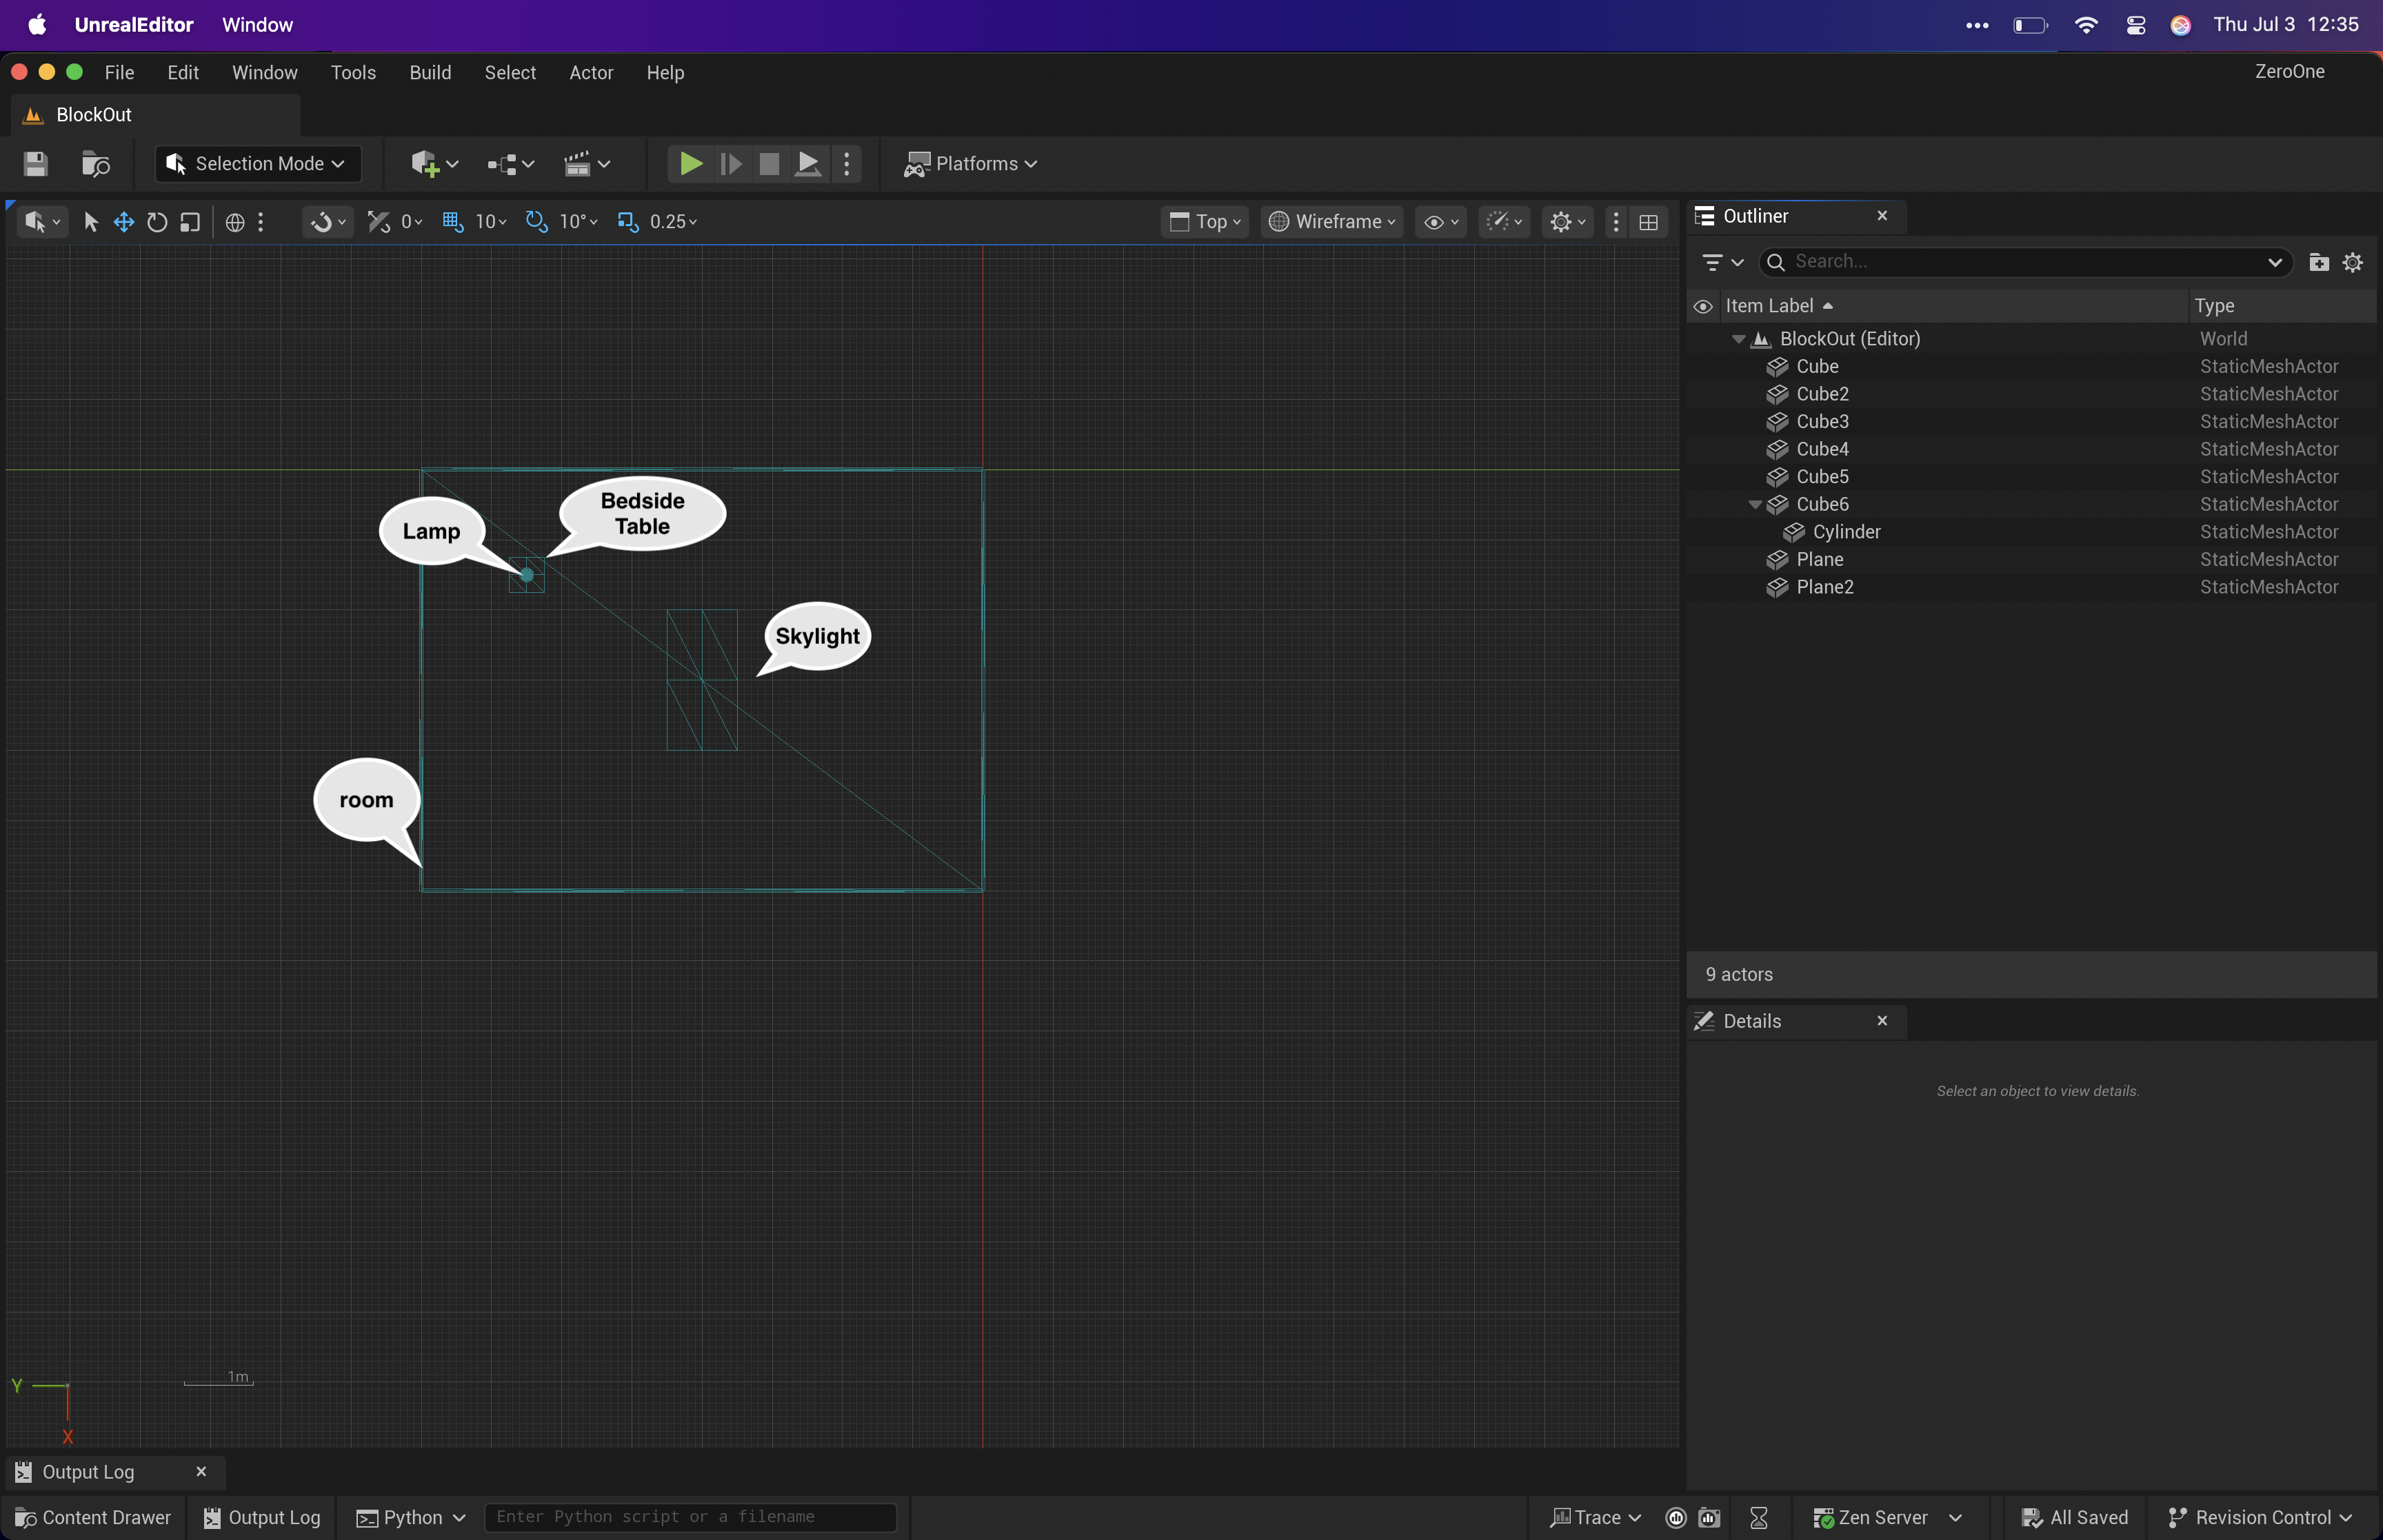 UnrealEditor Window Thu Jul 3 12:35
File Edit Window Tools Build Select Actor Help ZeroOne
BlockOut
Selection Mode Platforms
0 10 10° 0.25 Top Wireframe
Outliner
Search...
Item Label Type
BlockOut (Editor) World
Cube StaticMeshActor
Cube2 StaticMeshActor
Cube3 StaticMeshActor
Cube4 StaticMeshActor
Cube5 StaticMeshActor
Cube6 StaticMeshActor
Cylinder StaticMeshActor
Plane StaticMeshActor
Plane2 StaticMeshActor
Bedside
Table
Lamp
Skylight
room
9 actors
Details
Select an object to view details.
1m
Y
X
Output Log
Content Drawer Output Log Python Enter Python script or a filename Trace Zen Server All Saved Revision Control